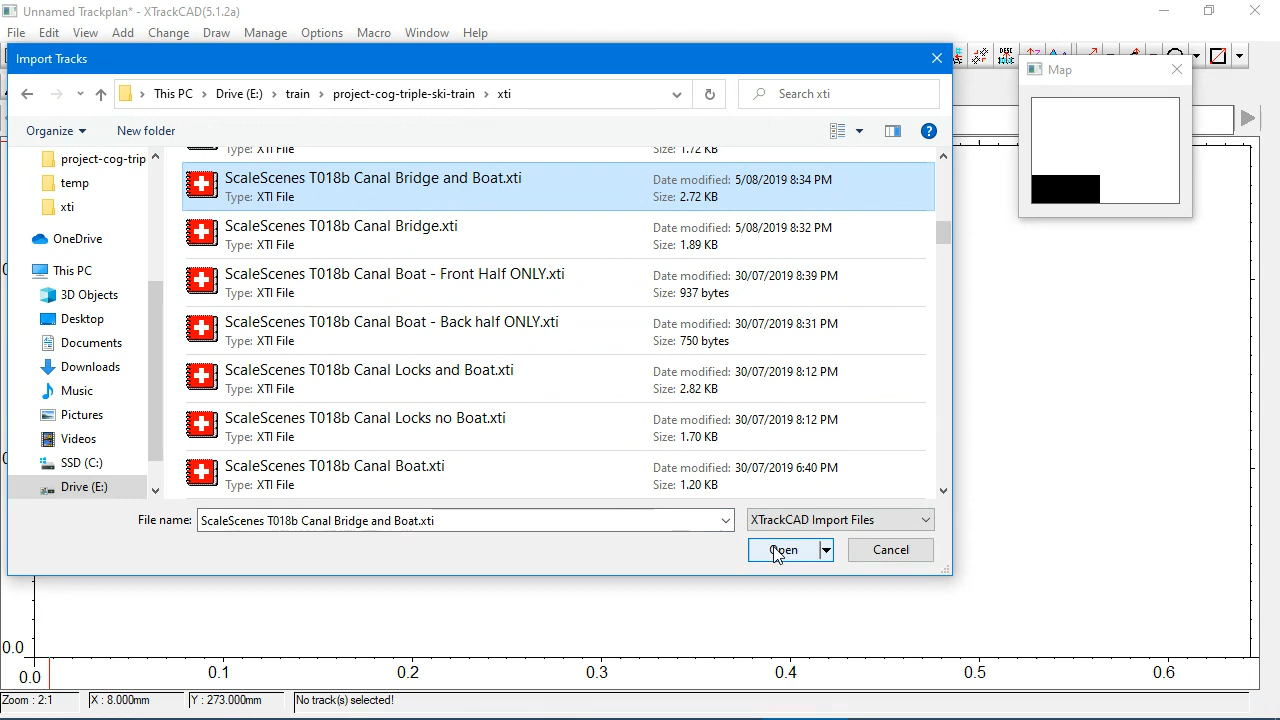 Unnamed Trackplan* - XTrackCAD(5.1.2a)
File Edit View Add Change Draw Manage Options Macro Window Help
Import Tracks
Map
This PC > Drive (E:) > train > project-cog-triple-ski-train > xti
Search xti
Organize New folder
Type: XTI File Size: 1.72 KB
project-cog-trip
temp
xti
OneDrive
This PC
3D Objects
Desktop
Documents
Downloads
Music
Pictures
Videos
SSD (C:)
Drive (E:)
ScaleScenes T018b Canal Bridge and Boat.xti Date modified: 5/08/2019 8:34 PM
Type: XTI File Size: 2.72 KB
ScaleScenes T018b Canal Bridge.xti Date modified: 5/08/2019 8:32 PM
Type: XTI File Size: 1.89 KB
ScaleScenes T018b Canal Boat - Front Half ONLY.xti Date modified: 30/07/2019 8:39 PM
Type: XTI File Size: 937 bytes
ScaleScenes T018b Canal Boat - Back half ONLY.xti Date modified: 30/07/2019 8:31 PM
Type: XTI File Size: 750 bytes
ScaleScenes T018b Canal Locks and Boat.xti Date modified: 30/07/2019 8:12 PM
Type: XTI File Size: 2.82 KB
ScaleScenes T018b Canal Locks no Boat.xti Date modified: 30/07/2019 8:12 PM
Type: XTI File Size: 1.70 KB
ScaleScenes T018b Canal Boat.xti Date modified: 30/07/2019 6:40 PM
Type: XTI File Size: 1.20 KB
File name: ScaleScenes T018b Canal Bridge and Boat.xti XTrackCAD Import Files
Open Cancel
0.0
0.0 0.1 0.2 0.3 0.4 0.5 0.6
Zoom : 2:1 X : 8.000mm Y : 273.000mm No track(s) selected!